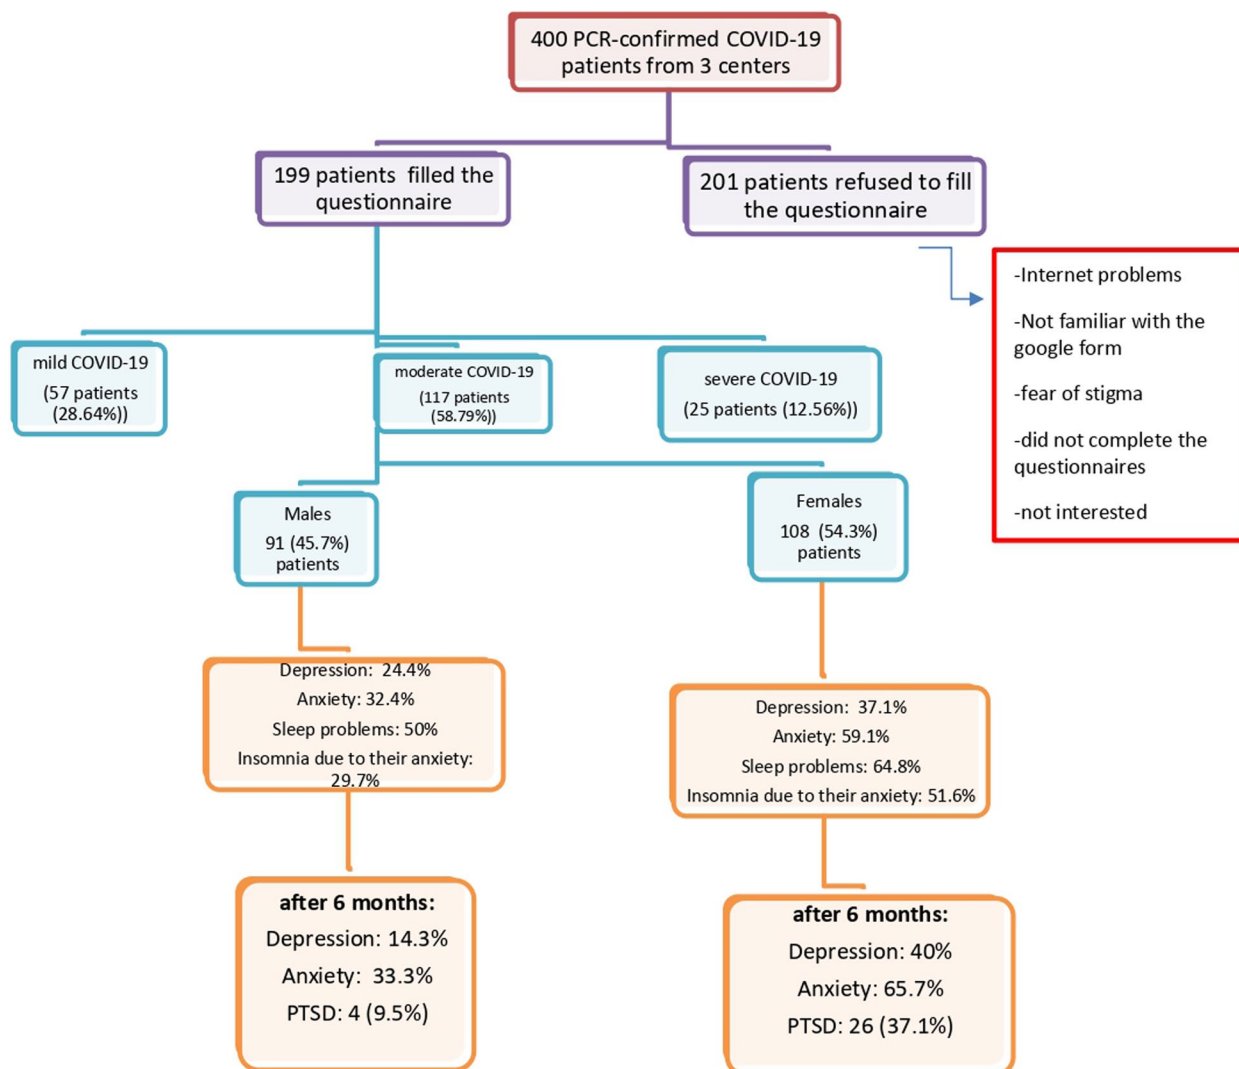 400 PCR-confirmed COVID-19
patients from 3 centers
199 patients filled the
questionnaire
201 patients refused to fill
the questionnaire
-Internet problems
-Not familiar with the
google form
-fear of stigma
-did not complete the
questionnaires
-not interested
mild COVID-19
(57 patients
(28.64%))
moderate COVID-19
(117 patients
(58.79%))
severe COVID-19
(25 patients (12.56%))
Males
91 (45.7%)
patients
Females
108 (54.3%)
patients
Depression: 24.4%
Anxiety: 32.4%
Sleep problems: 50%
Insomnia due to their anxiety:
29.7%
Depression: 37.1%
Anxiety: 59.1%
Sleep problems: 64.8%
Insomnia due to their anxiety: 51.6%
after 6 months:
Depression: 14.3%
Anxiety: 33.3%
PTSD: 4 (9.5%)
after 6 months:
Depression: 40%
Anxiety: 65.7%
PTSD: 26 (37.1%)